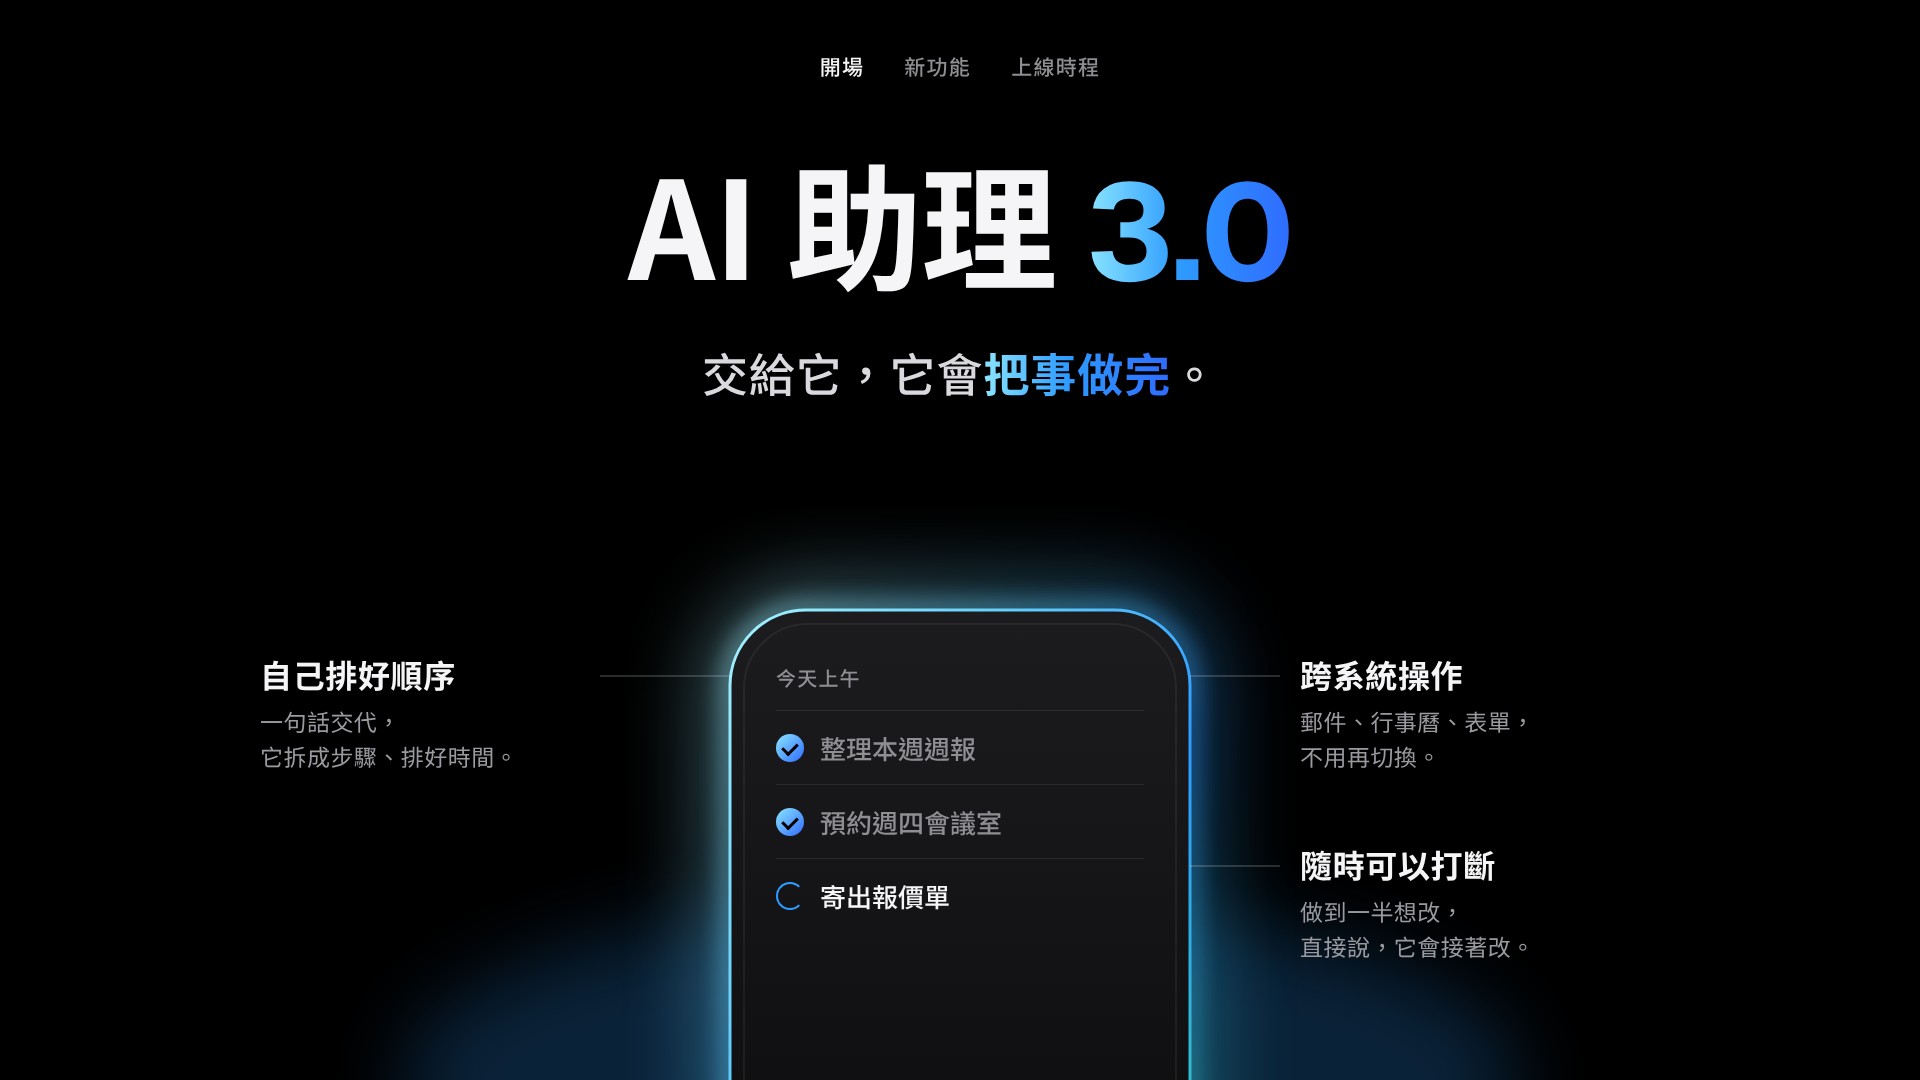 開場 新功能 上線時程
AI 助理 3.0
交給它，它會把事做完。
自己排好順序
一句話交代，
它拆成步驟、排好時間。
今天上午
整理本週週報
預約週四會議室
寄出報價單
跨系統操作
郵件、行事曆、表單，
不用再切換。
隨時可以打斷
做到一半想改，
直接說，它會接著改。